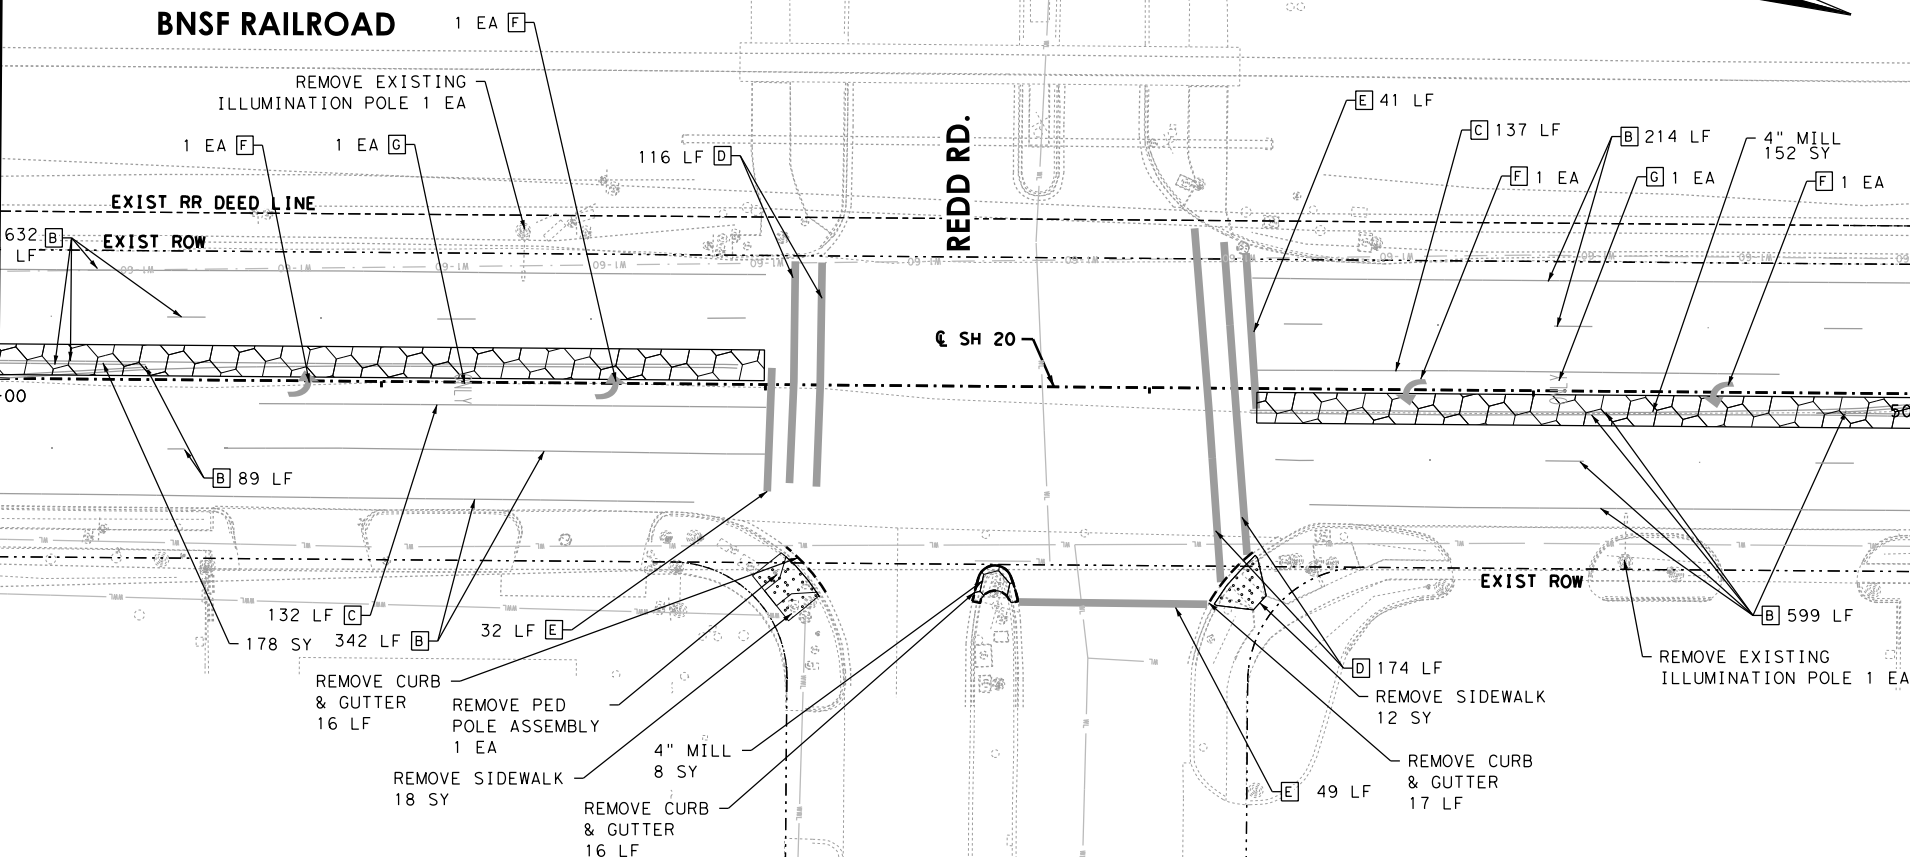 BNSF RAILROAD
1 EA F
REMOVE EXISTING
ILLUMINATION POLE 1 EA
1 EA F
1 EA G
116 LF D
REDD RD.
E 41 LF
C 137 LF
B 214 LF
4" MILL
152 SY
F 1 EA
G 1 EA
F 1 EA
EXIST RR DEED LINE
632 B
LF
EXIST ROW
℄ SH 20
-00
50
B 89 LF
132 LF C
178 SY
342 LF B
32 LF E
EXIST ROW
B 599 LF
REMOVE EXISTING
ILLUMINATION POLE 1 EA
D 174 LF
REMOVE SIDEWALK
12 SY
REMOVE CURB
& GUTTER
16 LF
REMOVE PED
POLE ASSEMBLY
1 EA
4" MILL
8 SY
REMOVE SIDEWALK
18 SY
REMOVE CURB
& GUTTER
16 LF
E 49 LF
REMOVE CURB
& GUTTER
17 LF